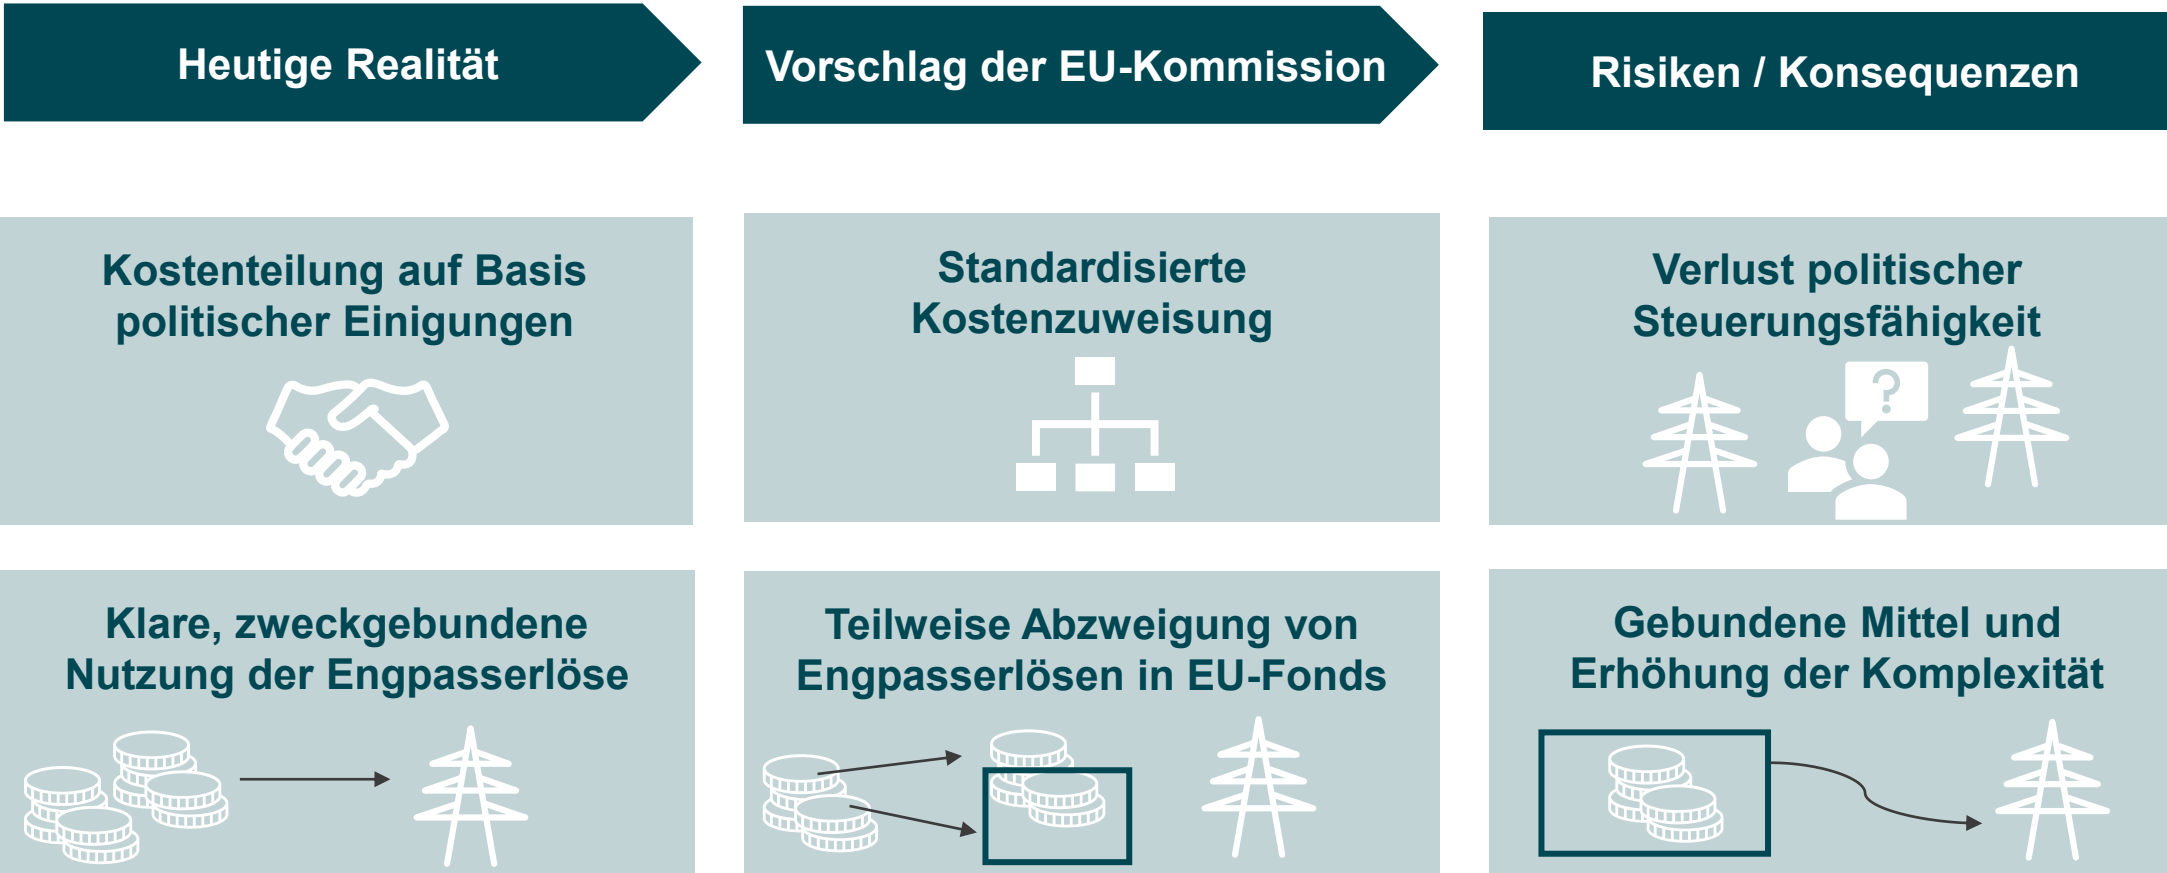 Heutige Realität
Vorschlag der EU-Kommission
Risiken / Konsequenzen
Kostenteilung auf Basis
politischer Einigungen
Standardisierte
Kostenzuweisung
Verlust politischer
Steuerungsfähigkeit
?
Klare, zweckgebundene
Nutzung der Engpasserlöse
Teilweise Abzweigung von
Engpasserlösen in EU-Fonds
Gebundene Mittel und
Erhöhung der Komplexität